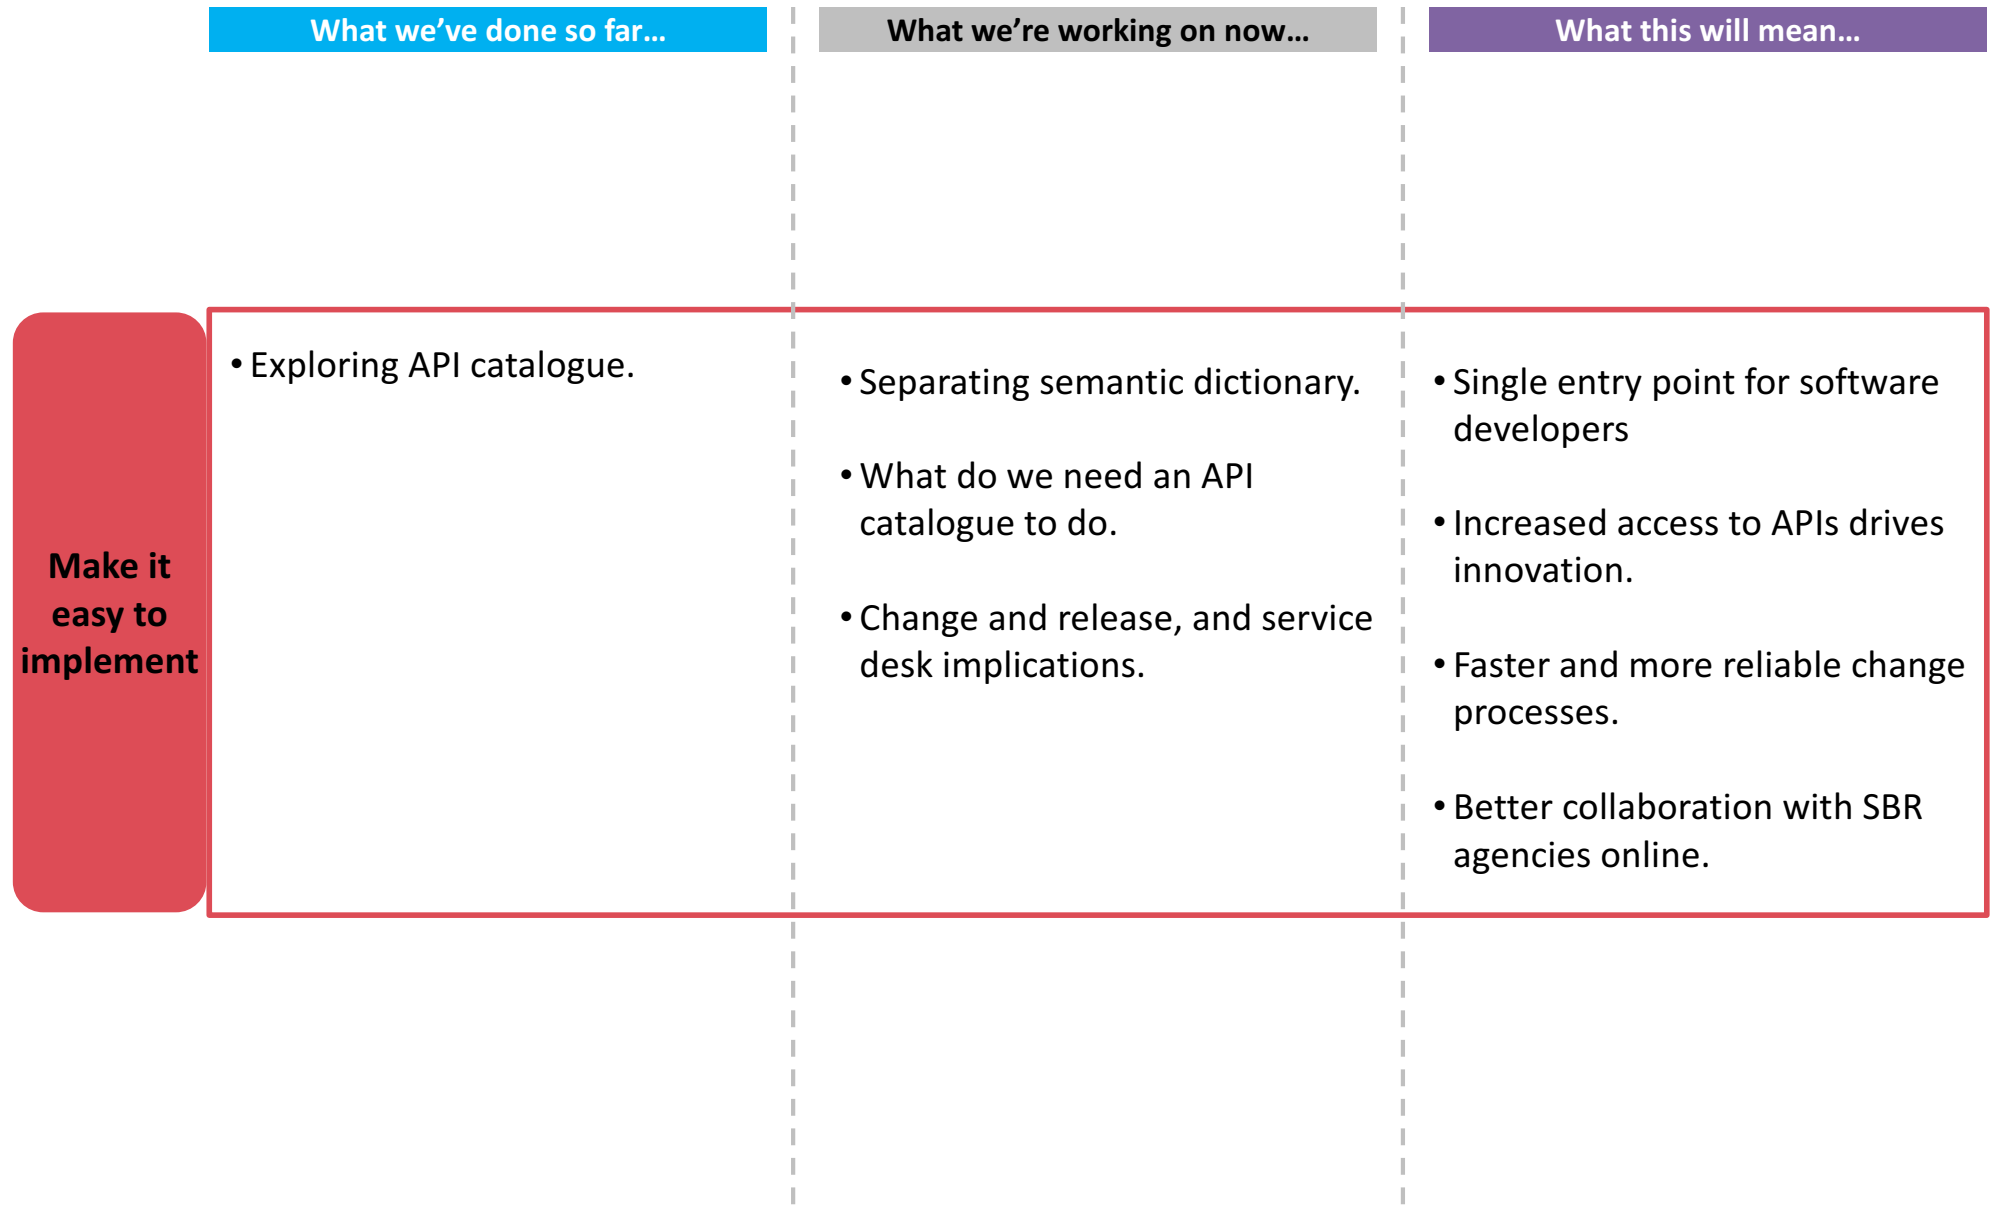 What we’ve done so far…
What we’re working on now…
What this will mean…
Make it
easy to
implement
• Exploring API catalogue.
• Separating semantic dictionary.
• What do we need an API
catalogue to do.
• Change and release, and service
desk implications.
• Single entry point for software
developers
• Increased access to APIs drives
innovation.
• Faster and more reliable change
processes.
• Better collaboration with SBR
agencies online.